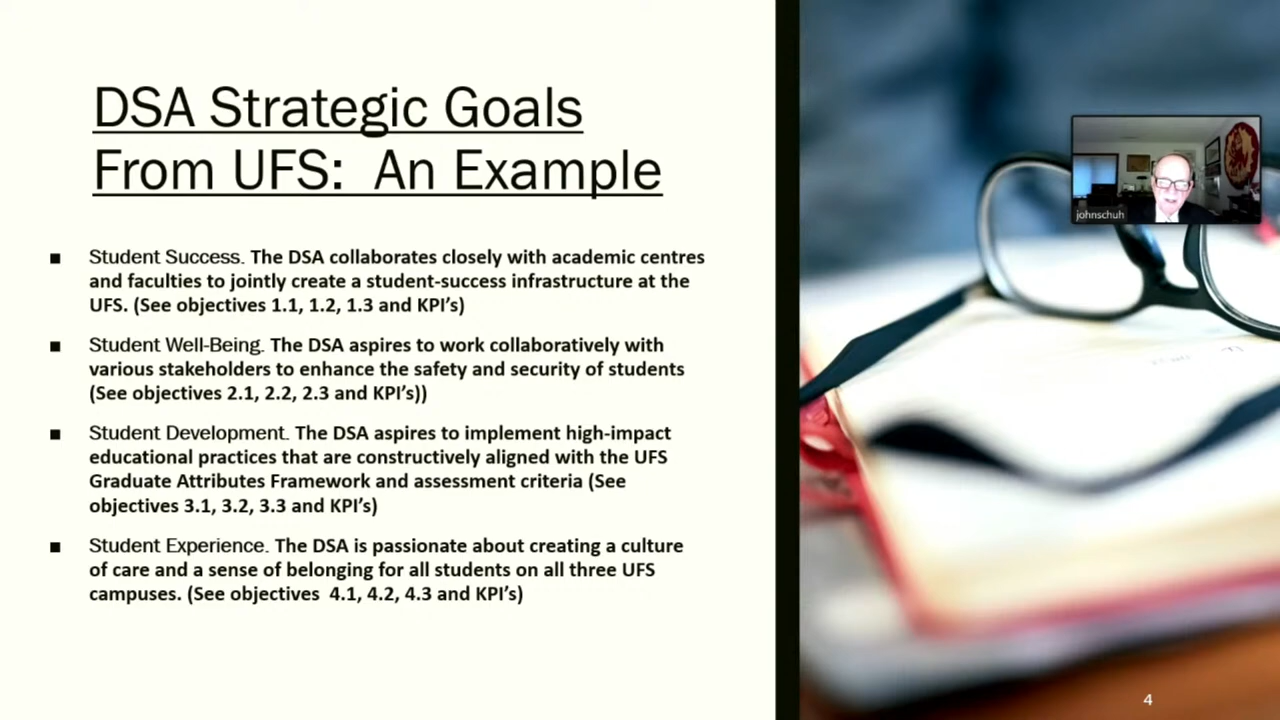 DSA Strategic Goals
From UFS:  An Example
■ Student Success. The DSA collaborates closely with academic centres
and faculties to jointly create a student-success infrastructure at the
UFS. (See objectives 1.1, 1.2, 1.3 and KPI’s)
■ Student Well-Being. The DSA aspires to work collaboratively with
various stakeholders to enhance the safety and security of students
(See objectives 2.1, 2.2, 2.3 and KPI’s))
■ Student Development. The DSA aspires to implement high-impact
educational practices that are constructively aligned with the UFS
Graduate Attributes Framework and assessment criteria (See
objectives 3.1, 3.2, 3.3 and KPI’s)
■ Student Experience. The DSA is passionate about creating a culture
of care and a sense of belonging for all students on all three UFS
campuses. (See objectives  4.1, 4.2, 4.3 and KPI’s)
johnschuh
4